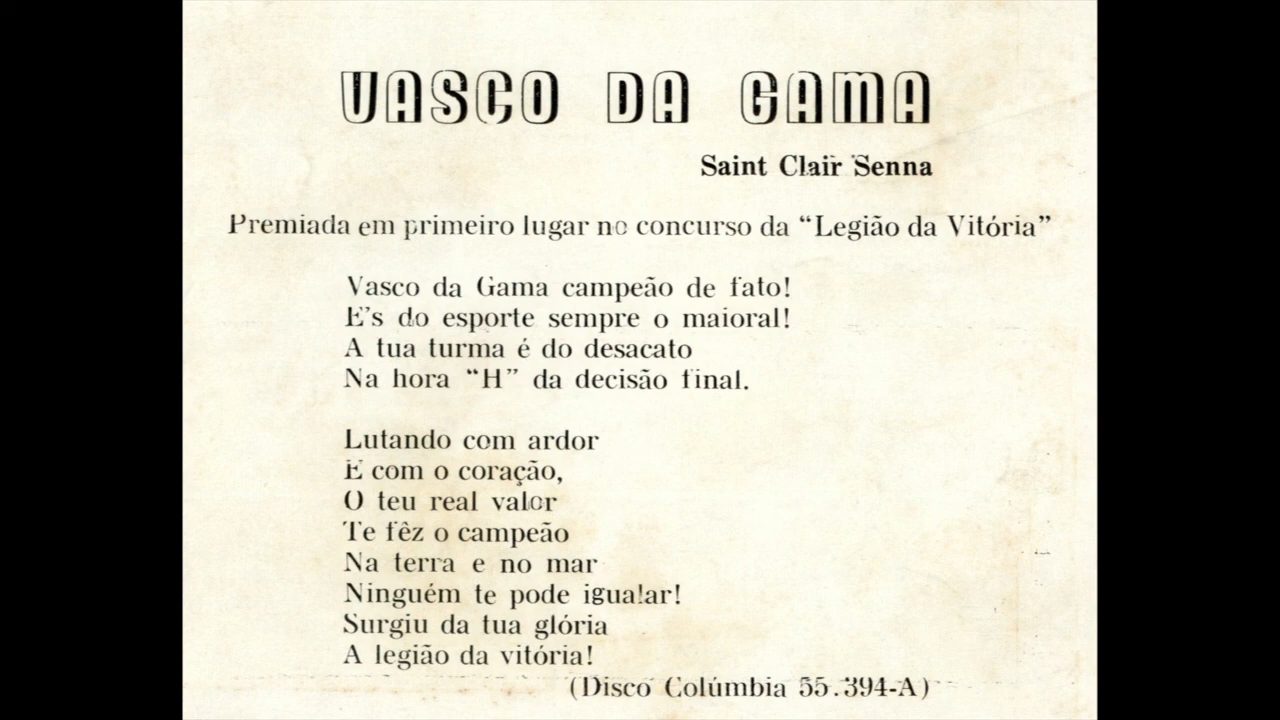 VASCO DA GAMA
Saint Clair Senna
Premiada em primeiro lugar no concurso da “Legião da Vitória”
Vasco da Gama campeão de fato!
E’s do esporte sempre o maioral!
A tua turma é do desacato
Na hora “H” da decisão final.
Lutando com ardor
E com o coração,
O teu real valor
Te fêz o campeão
Na terra e no mar
Ninguém te pode igualar!
Surgiu da tua glória
A legião da vitória!
(Disco Colúmbia 55.394-A)